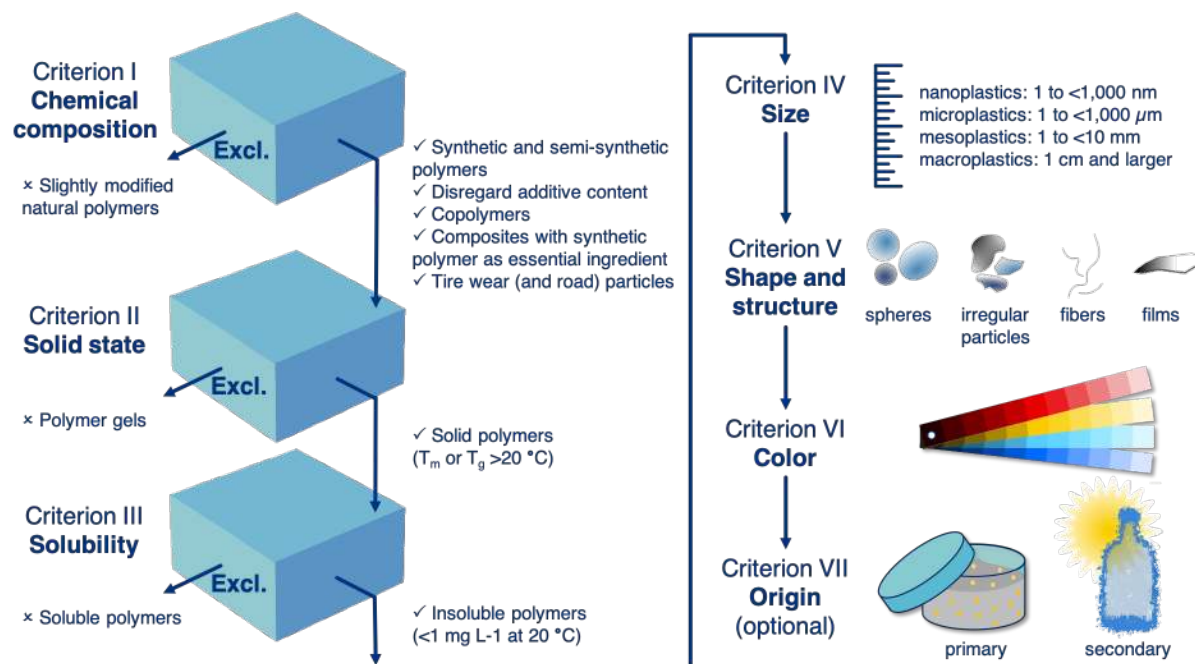 Criterion I
Chemical
composition
Excl.
× Slightly modified
natural polymers
✓ Synthetic and semi-synthetic
polymers
✓ Disregard additive content
✓ Copolymers
✓ Composites with synthetic
polymer as essential ingredient
✓ Tire wear (and road) particles
Criterion II
Solid state
Excl.
× Polymer gels
✓ Solid polymers
(Tm or Tg >20 °C)
Criterion III
Solubility
Excl.
× Soluble polymers
✓ Insoluble polymers
(<1 mg L-1 at 20 °C)
Criterion IV
Size
nanoplastics: 1 to <1,000 nm
microplastics: 1 to <1,000 µm
mesoplastics: 1 to <10 mm
macroplastics: 1 cm and larger
Criterion V
Shape and
structure
spheres
irregular
particles
fibers
films
Criterion VI
Color
Criterion VII
Origin
(optional)
primary
secondary